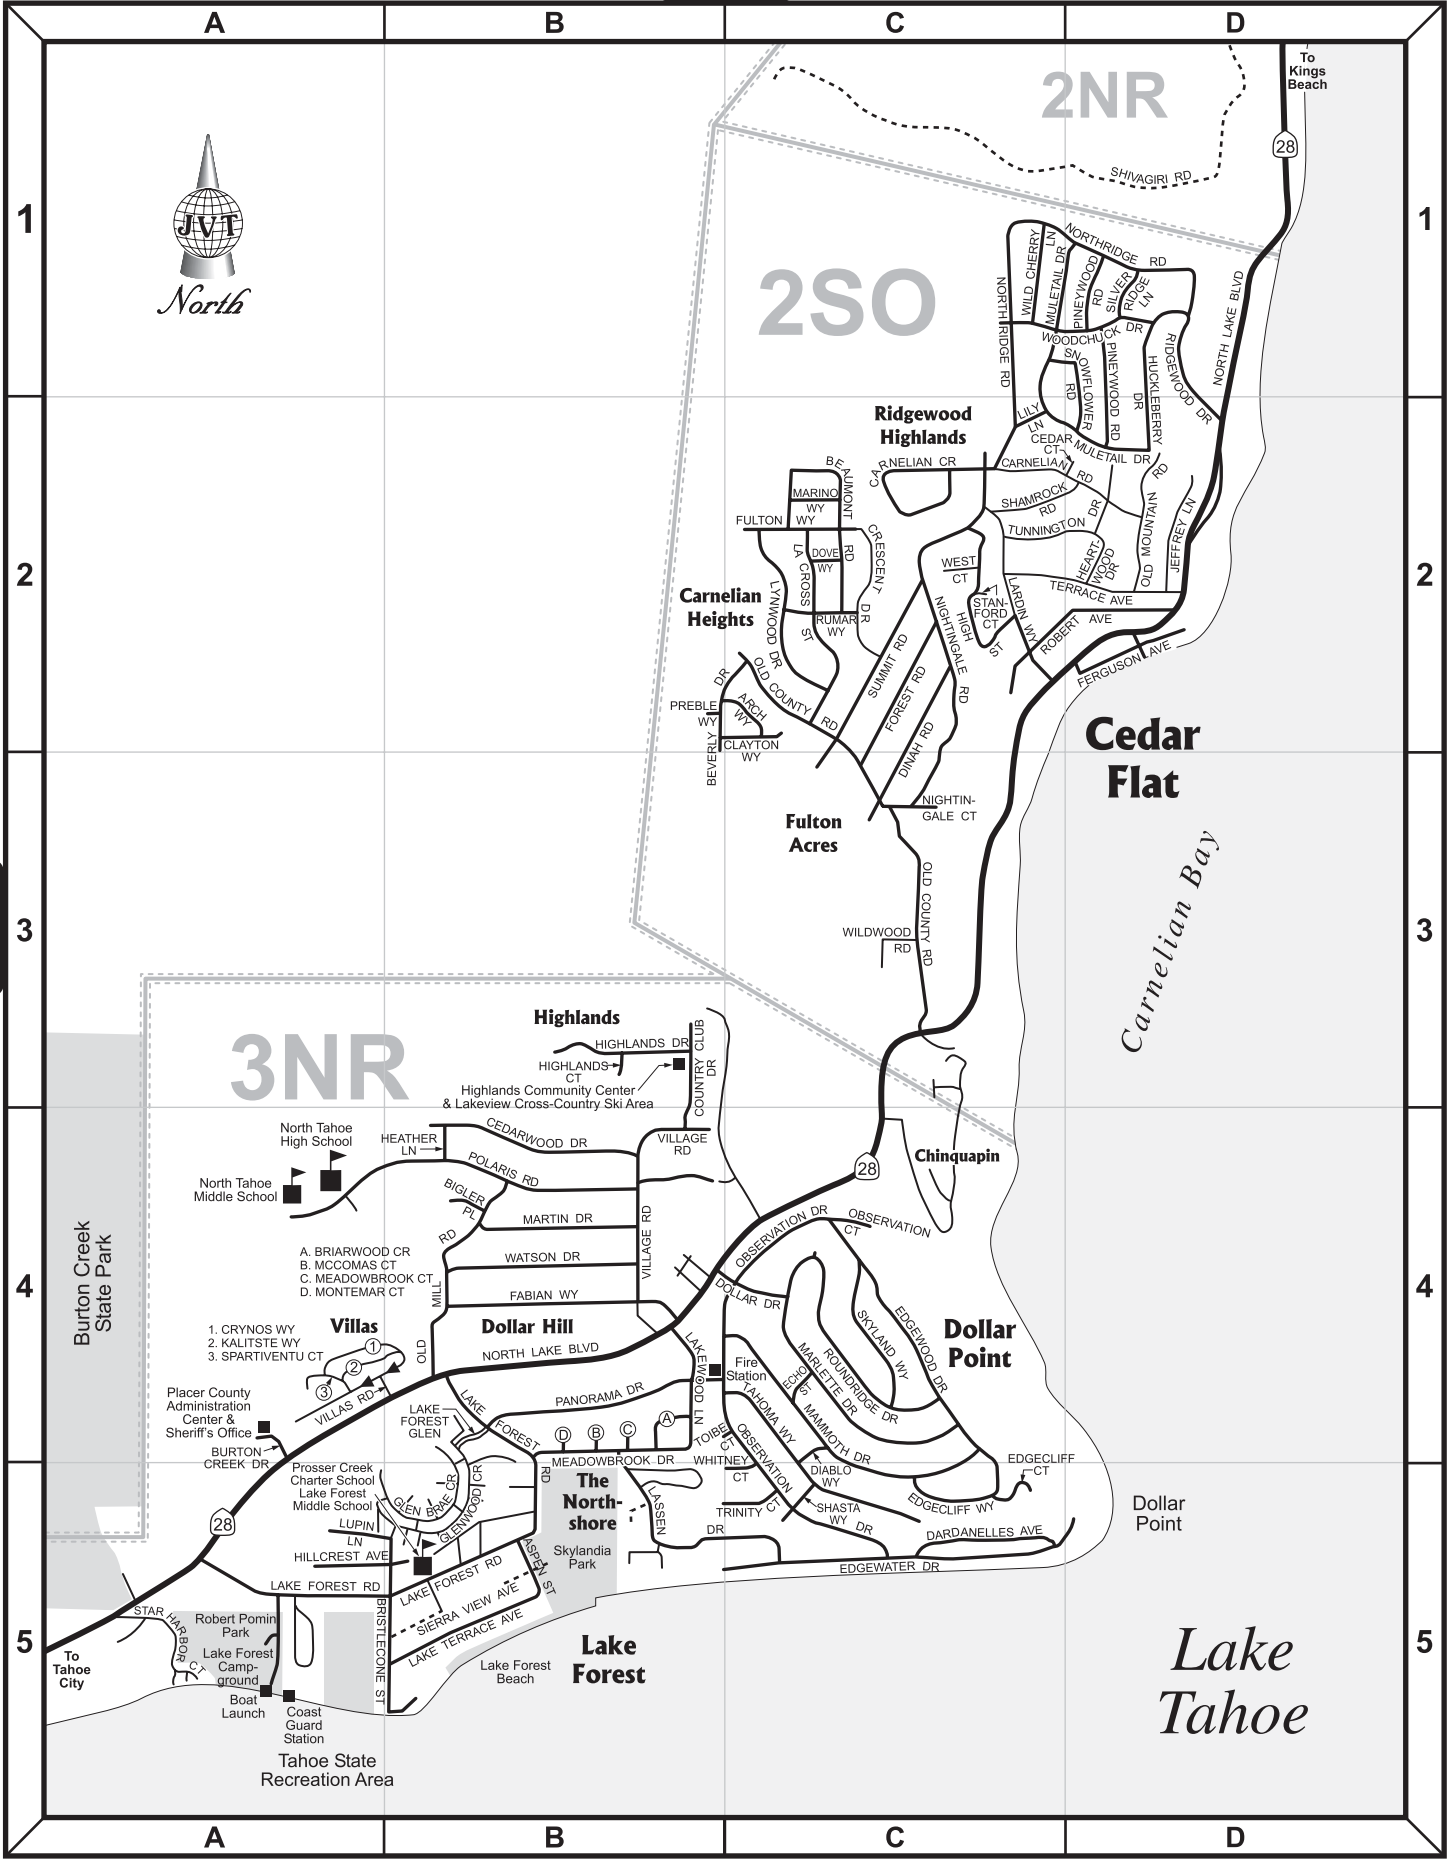 A
B
C
D
To
Kings
Beach
2NR
28
SHIVAGIRI RD
1
1
JVT
North
2SO
NORTHRIDGE RD
WILD CHERRY LN
MULETAIL DR
PINEYWOOD RD
SILVER RIDGE LN
NORTHRIDGE RD
WOODCHUCK DR
SNOWFLOWER RD
PINEYWOOD RD
HUCKLEBERRY DR
RIDGEWOOD DR
NORTH LAKE BLVD
Ridgewood
Highlands
LILY LN
CEDAR
CT
MULETAIL DR
CARNELIAN CR
CARNELIAN RD
BEAUMONT RD
MARINO
WY
FULTON WY
SHAMROCK
RD
TUNNINGTON DR
OLD MOUNTAIN RD
JEFFREY LN
HEART-
WOOD
DR
CRESCENT DR
LA CROSS ST
DOVE
WY
WEST
CT
2
2
Carnelian
Heights
LYNWOOD DR
RUMAR
WY
STAN-
FORD
CT
LARDIN WY
TERRACE AVE
ROBERT AVE
HIGH ST
NIGHTINGALE RD
SUMMIT RD
FOREST RD
DINAH RD
FERGUSON AVE
OLD COUNTY RD
PREBLE
WY
ARCH
WY
BEVERLY DR
CLAYTON
WY
Cedar
Flat
NIGHTIN-
GALE CT
Fulton
Acres
OLD COUNTY RD
WILDWOOD
RD
Carnelian Bay
3
3
3NR
Highlands
HIGHLANDS DR
HIGHLANDS
CT
COUNTRY CLUB
DR
Highlands Community Center
& Lakeview Cross-Country Ski Area
North Tahoe
High School
HEATHER
LN
CEDARWOOD DR
VILLAGE
RD
28
Chinquapin
North Tahoe
Middle School
POLARIS RD
BIGLER
PL
MARTIN DR
VILLAGE RD
WATSON DR
FABIAN WY
OLD MILL RD
A. BRIARWOOD CR
B. MCCOMAS CT
C. MEADOWBROOK CT
D. MONTEMAR CT
Burton Creek
State Park
4
4
OBSERVATION DR
OBSERVATION
CT
DOLLAR DR
EDGEWOOD DR
SKYLAND WY
ROUNDRIDGE DR
MARLETTE DR
ECHO
ST
MAMMOTH DR
Dollar
Point
1. CRYNOS WY
2. KALITSTE WY
3. SPARTIVENTU CT
Villas
1
2
3
VILLAS RD
Dollar Hill
NORTH LAKE BLVD
LAKEWOOD LN
Fire
Station
PANORAMA DR
TAHOMA WY
Placer County
Administration
Center &
Sheriff's Office
BURTON
CREEK DR
LAKE
FOREST
GLEN
LAKE FOREST RD
D
B
C
A
MEADOWBROOK DR
TOIBE
CT
WHITNEY
CT
OBSERVATION DR
DIABLO
WY
EDGECLIFF
CT
EDGECLIFF WY
Prosser Creek
Charter School
Lake Forest
Middle School
GLEN BRAE CR
GLENWOOD CR
The
North-
shore
LASSEN DR
TRINITY CT
SHASTA
WY
DARDANELLES AVE
EDGEWATER DR
Dollar
Point
28
LUPIN
LN
HILLCREST AVE
Skylandia
Park
LAKE FOREST RD
LAKE FOREST RD
ASPEN ST
SIERRA VIEW AVE
LAKE TERRACE AVE
BRISTLECONE ST
STAR HARBOR CT
Robert Pomin
Park
Lake Forest
Camp-
ground
5
5
To
Tahoe
City
Boat
Launch
Coast
Guard
Station
Lake Forest
Beach
Lake
Forest
Lake
Tahoe
Tahoe State
Recreation Area
A
B
C
D